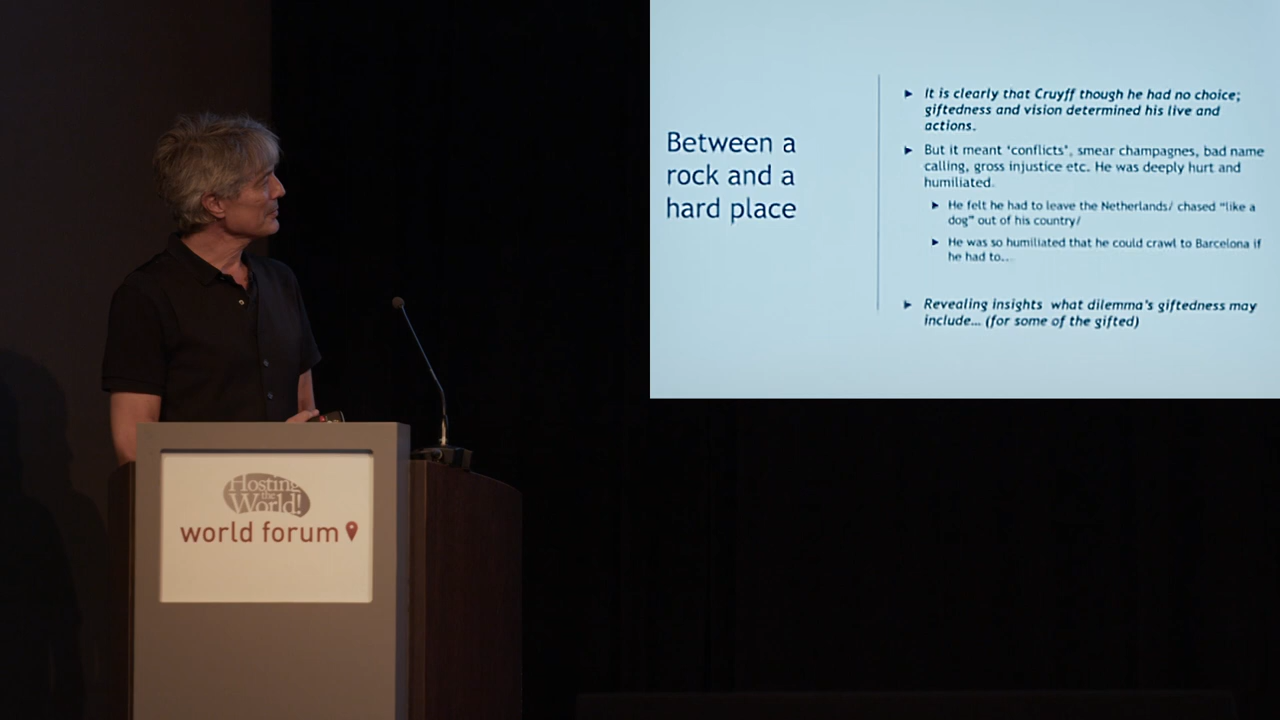 Between a
rock and a
hard place
It is clearly that Cruyff though he had no choice;
giftedness and vision determined his live and
actions.
But it meant 'conflicts', smear champagnes, bad name
calling, gross injustice etc. He was deeply hurt and
humiliated.
He felt he had to leave the Netherlands/ chased "like a
dog" out of his country/
He was so humiliated that he could crawl to Barcelona if
he had to...
Revealing insights what dilemma's giftedness may
include... (for some of the gifted)
Hosting
the
World!
world forum